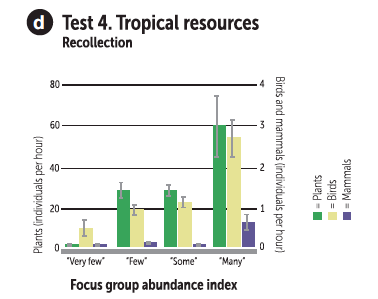 d Test 4. Tropical resources
Recollection
Plants (individuals per hour)
80
60
40
20
0
4
3
2
1
0
Birds and mammals (individuals per hour)
"Very few" "Few" "Some" "Many"
Focus group abundance index
= Plants
= Birds
= Mammals